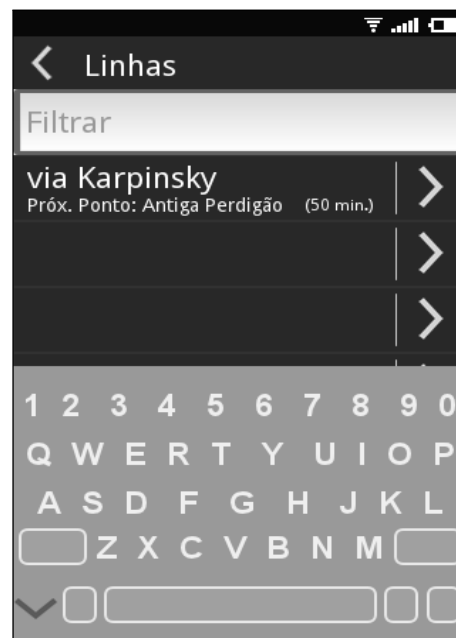 Linhas
Filtrar
via Karpinsky
Próx. Ponto: Antiga Perdigão (50 min.)
1 2 3 4 5 6 7 8 9 0
Q W E R T Y U I O P
A S D F G H J K L
Z X C V B N M